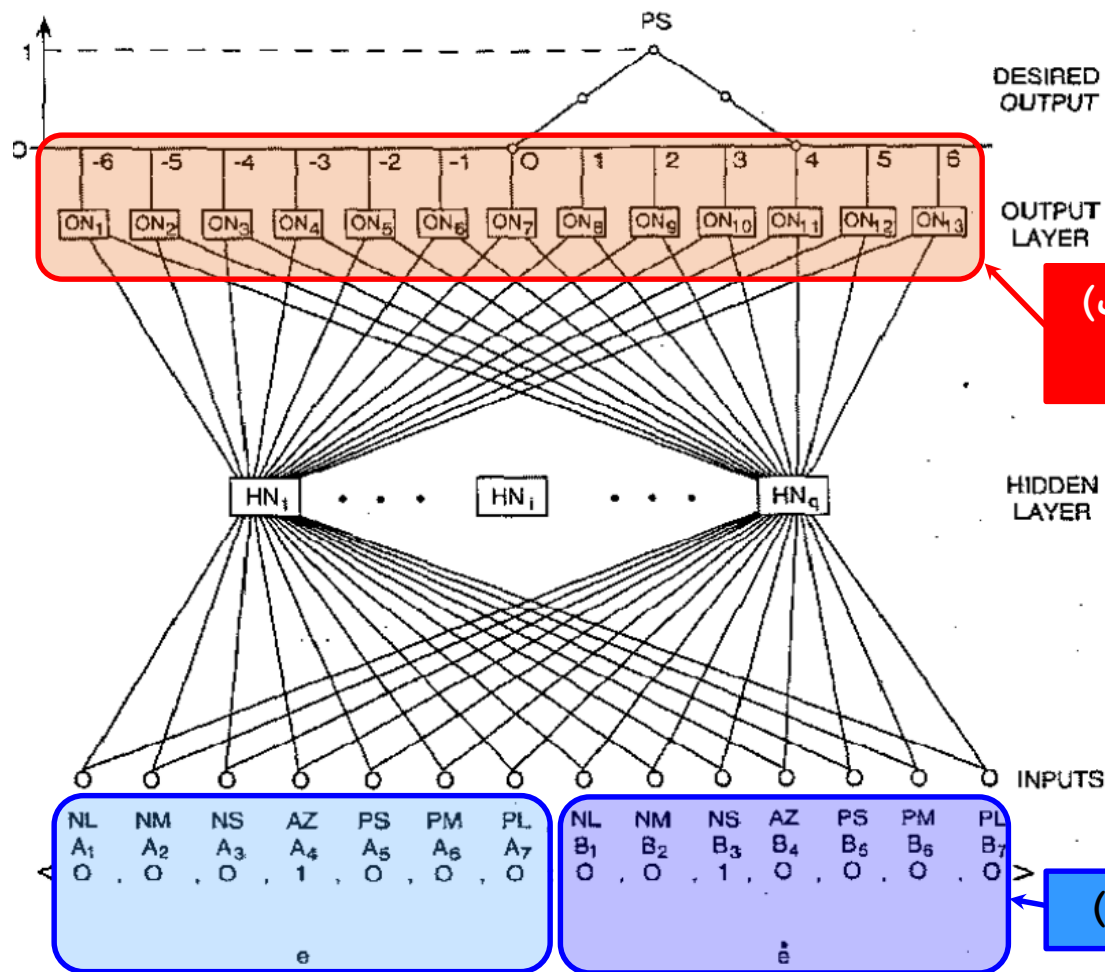 PS
1
DESIRED
OUTPUT
0
-6 -5 -4 -3 -2 -1 0 1 2 3 4 5 6
ON₁ ON₂ ON₃ ON₄ ON₅ ON₆ ON₇ ON₈ ON₉ ON₁₀ ON₁₁ ON₁₂ ON₁₃
OUTPUT
LAYER
(
HN₁ • • • HNᵢ • • • HN_q
HIDDEN
LAYER
INPUTS
NL NM NS AZ PS PM PL NL NM NS AZ PS PM PL
A₁ A₂ A₃ A₄ A₅ A₆ A₇ B₁ B₂ B₃ B₄ B₅ B₆ B₇
< 0 , 0 , 0 , 1 , 0 , 0 , 0 , 0 , 0 , 1 , 0 , 0 , 0 , 0 >
(
e ė